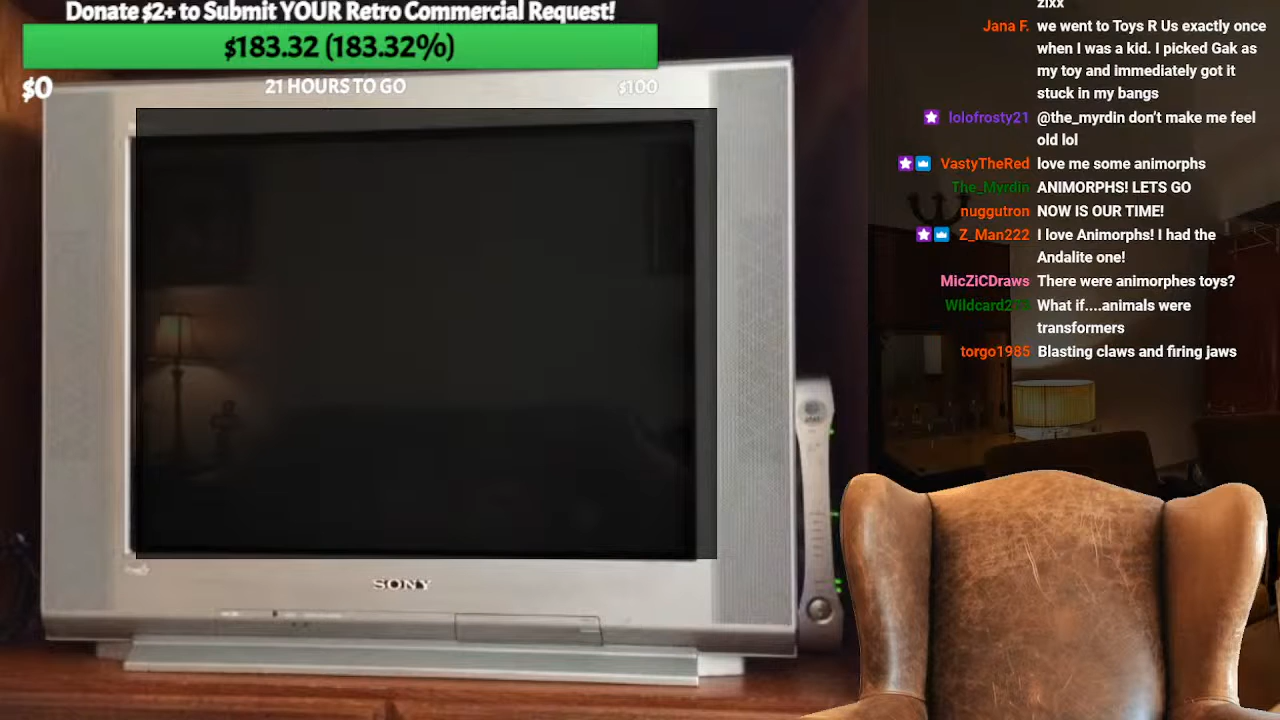 Donate $2+ to Submit YOUR Retro Commercial Request!
$183.32 (183.32%)
$0
21 HOURS TO GO
$100
SONY
zixx
Jana F. we went to Toys R Us exactly once
when I was a kid. I picked Gak as
my toy and immediately got it
stuck in my bangs
lolofrosty21 @the_myrdin don't make me feel
old lol
VastyTheRed love me some animorphs
The_Myrdin ANIMORPHS! LETS GO
nuggutron NOW IS OUR TIME!
Z_Man222 I love Animorphs! I had the
Andalite one!
MicZiCDraws There were animorphes toys?
What if....animals were
transformers
torgo1985 Blasting claws and firing jaws